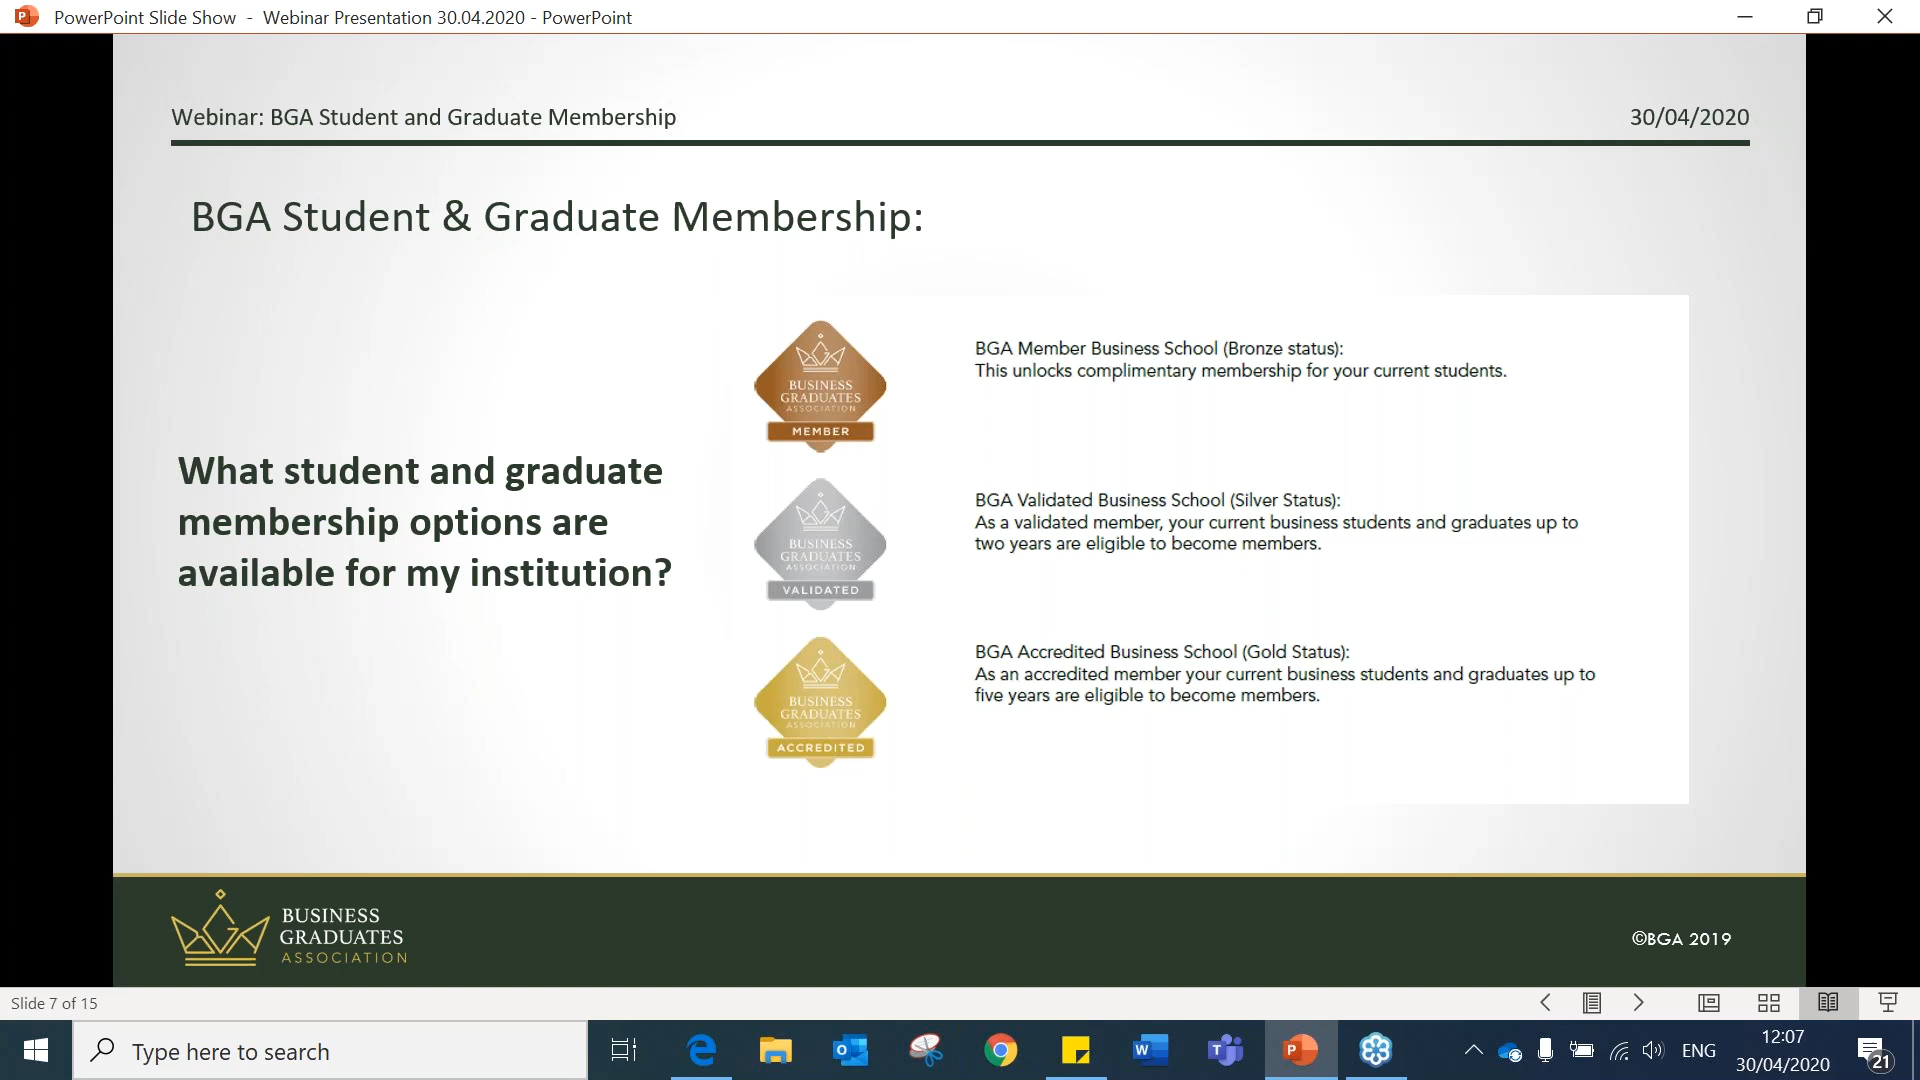 PowerPoint Slide Show - Webinar Presentation 30.04.2020 - PowerPoint
Webinar: BGA Student and Graduate Membership
30/04/2020
BGA Student & Graduate Membership:
What student and graduate
membership options are
available for my institution?
BUSINESS
GRADUATES
ASSOCIATION
MEMBER
BGA Member Business School (Bronze status):
This unlocks complimentary membership for your current students.
BUSINESS
GRADUATES
ASSOCIATION
VALIDATED
BGA Validated Business School (Silver Status):
As a validated member, your current business students and graduates up to
two years are eligible to become members.
BUSINESS
GRADUATES
ASSOCIATION
ACCREDITED
BGA Accredited Business School (Gold Status):
As an accredited member your current business students and graduates up to
five years are eligible to become members.
BUSINESS
GRADUATES
ASSOCIATION
©BGA 2019
Slide 7 of 15
Type here to search
ENG
12:07
30/04/2020
21